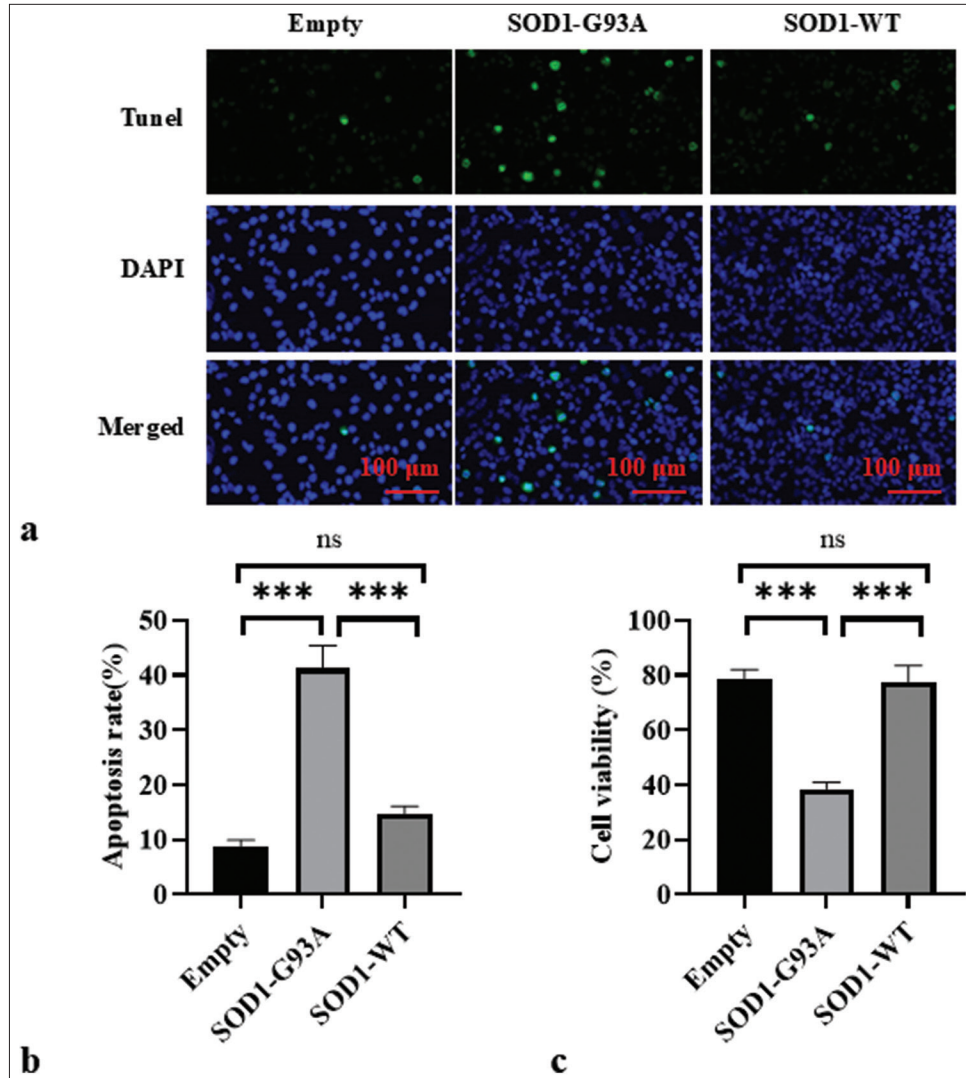 Empty SOD1-G93A SOD1-WT
Tunel
DAPI
Merged
100 μm 100 μm 100 μm
a
ns
*** ***
50
40
30
20
10
0
Apoptosis rate(%)
Empty
SOD1-G93A
SOD1-WT
b
ns
*** ***
100
80
60
40
20
0
Cell viability (%)
Empty
SOD1-G93A
SOD1-WT
c